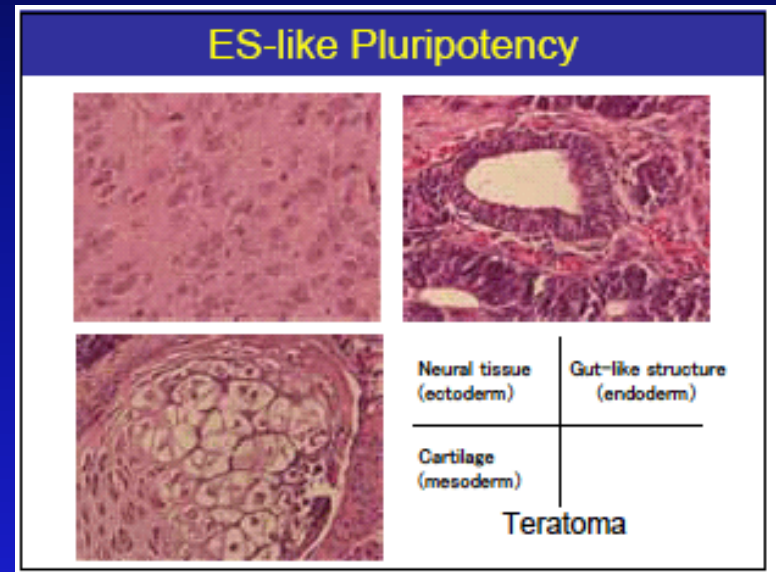 ES-like Pluripotency
Neural tissue
(ectoderm)
Gut-like structure
(endoderm)
Cartilage
(mesoderm)
Teratoma